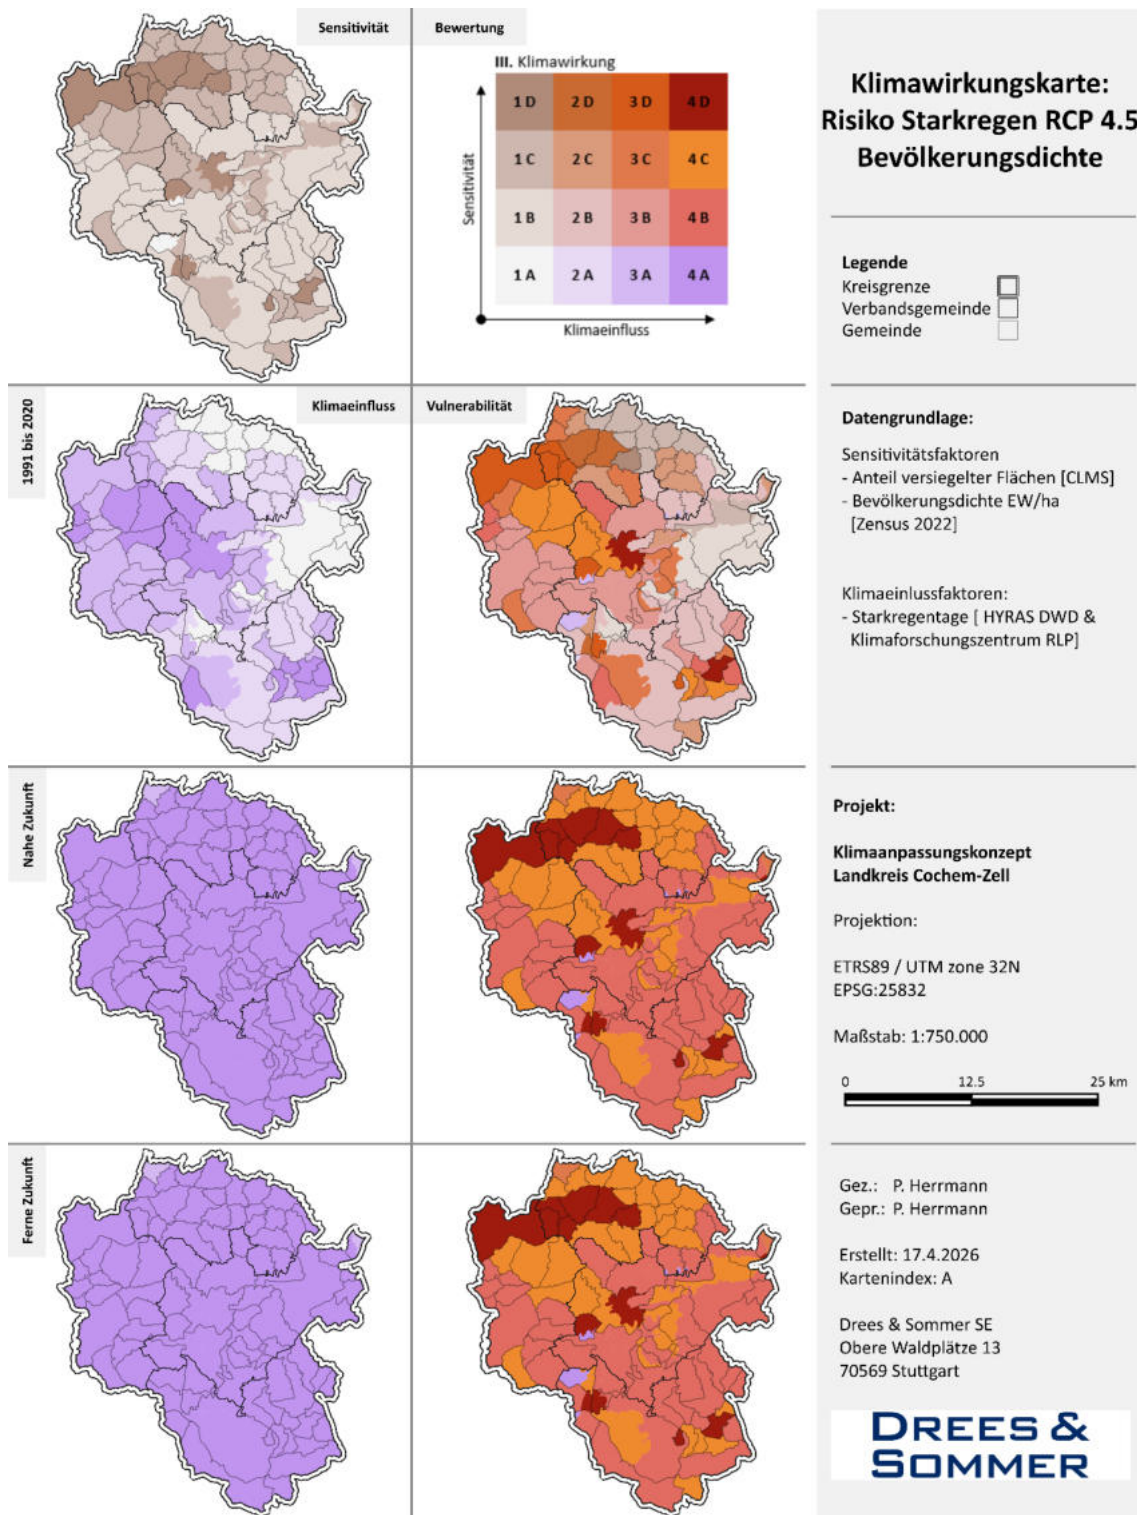 Sensitivität
Bewertung
III. Klimawirkung
1 D
2 D
3 D
4 D
1 C
2 C
3 C
4 C
1 B
2 B
3 B
4 B
1 A
2 A
3 A
4 A
Sensitivität
Klimaeinfluss
1991 bis 2020
Klimaeinfluss
Vulnerabilität
Nahe Zukunft
Ferne Zukunft
Klimawirkungskarte:
Risiko Starkregen RCP 4.5
Bevölkerungsdichte
Legende
Kreisgrenze
Verbandsgemeinde
Gemeinde
Datengrundlage:
Sensitivitätsfaktoren
- Anteil versiegelter Flächen [CLMS]
- Bevölkerungsdichte EW/ha
[Zensus 2022]
Klimaeinlussfaktoren:
- Starkregentage [ HYRAS DWD &
Klimaforschungszentrum RLP]
Projekt:
Klimaanpassungskonzept
Landkreis Cochem-Zell
Projektion:
ETRS89 / UTM zone 32N
EPSG:25832
Maßstab: 1:750.000
0 12.5 25 km
Gez.: P. Herrmann
Gepr.: P. Herrmann
Erstellt: 17.4.2026
Kartenindex: A
Drees & Sommer SE
Obere Waldplätze 13
70569 Stuttgart
DREES &
SOMMER